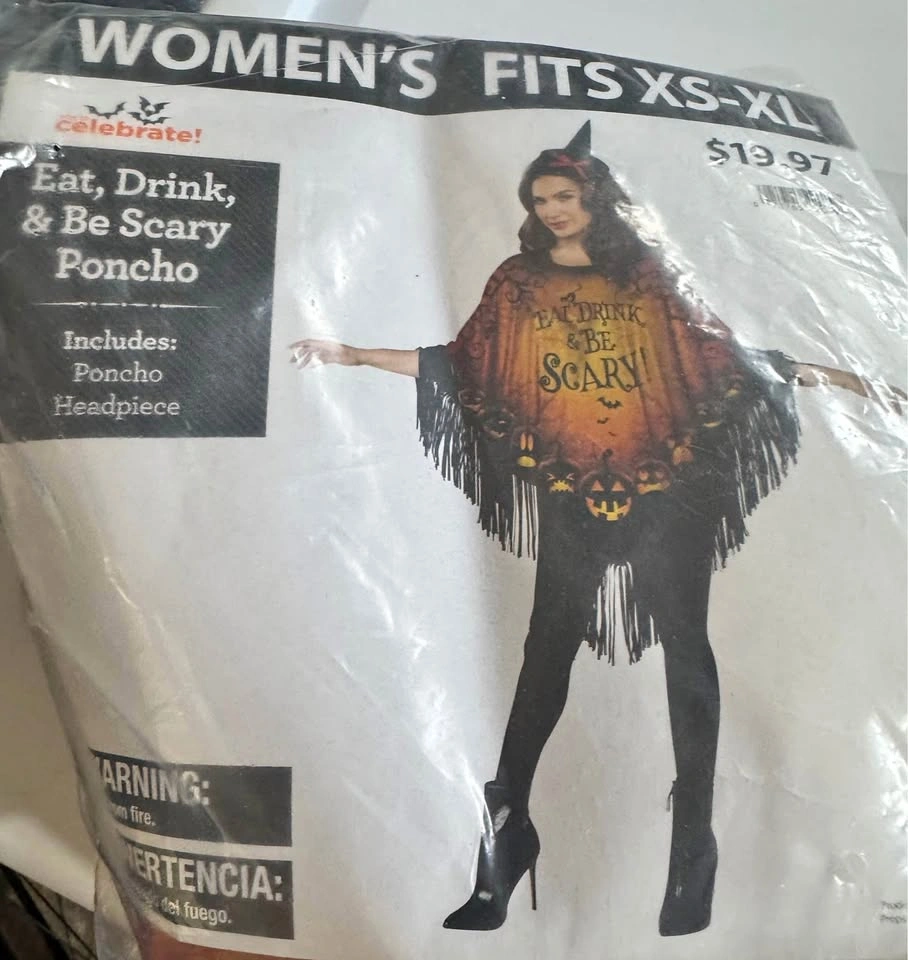 WOMEN'S FITS XS-XL
celebrate!
$19.97
Eat, Drink,
& Be Scary
Poncho
Includes:
Poncho
Headpiece
EAT, DRINK
& BE
SCARY!
ARNING:
om fire.
ERTENCIA:
del fuego.